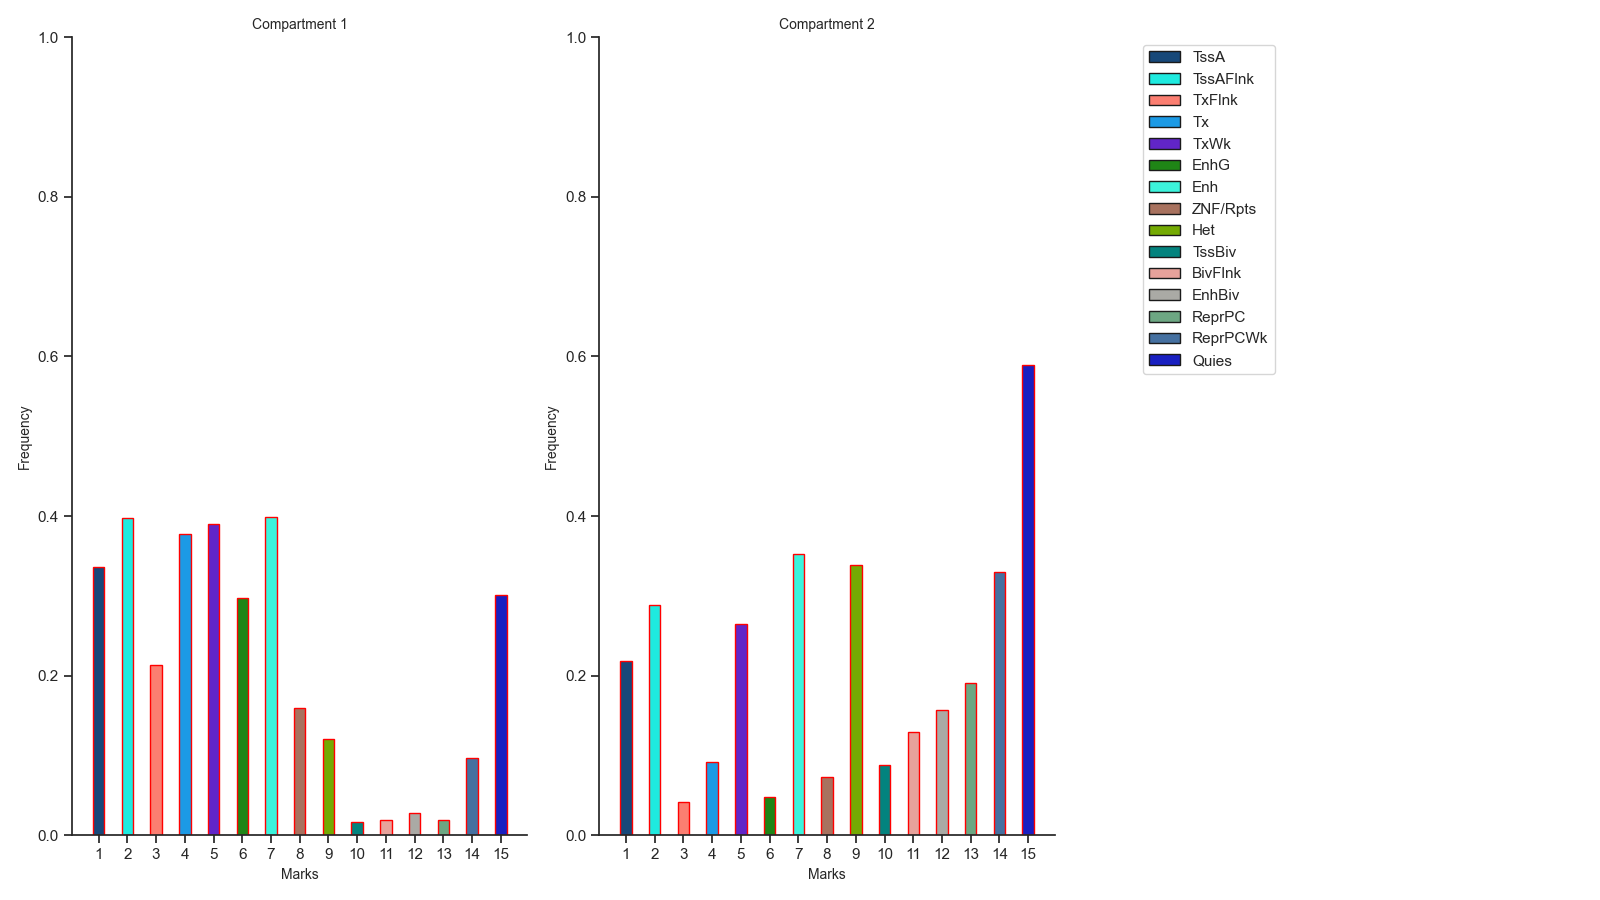 Compartment 1
1.0
0.8
0.6
0.4
0.2
0.0
Frequency
1 2 3 4 5 6 7 8 9 10 11 12 13 14 15
Marks
Compartment 2
1.0
0.8
0.6
0.4
0.2
0.0
Frequency
1 2 3 4 5 6 7 8 9 10 11 12 13 14 15
Marks
TssA
TssAFlnk
TxFlnk
Tx
TxWk
EnhG
Enh
ZNF/Rpts
Het
TssBiv
BivFlnk
EnhBiv
ReprPC
ReprPCWk
Quies